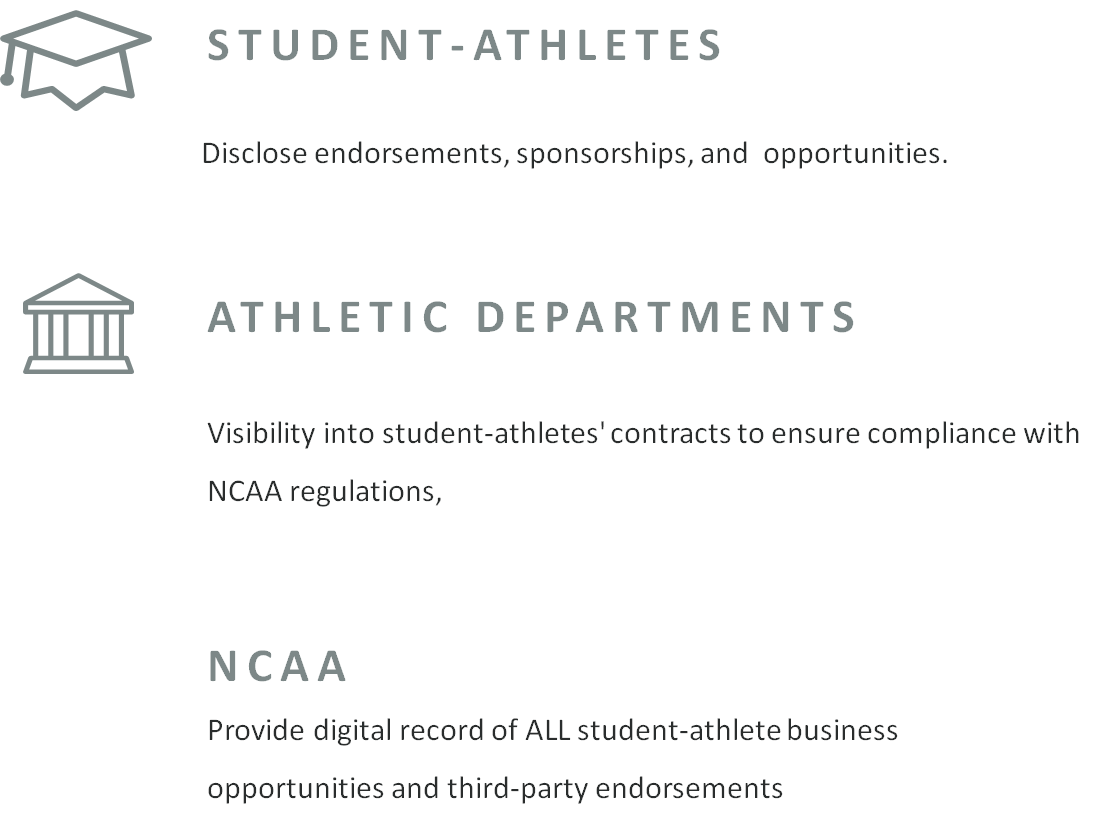 STUDENT-ATHLETES
Disclose endorsements, sponsorships, and opportunities.
ATHLETIC DEPARTMENTS
Visibility into student-athletes' contracts to ensure compliance with
NCAA regulations,
NCAA
Provide digital record of ALL student-athlete business
opportunities and third-party endorsements